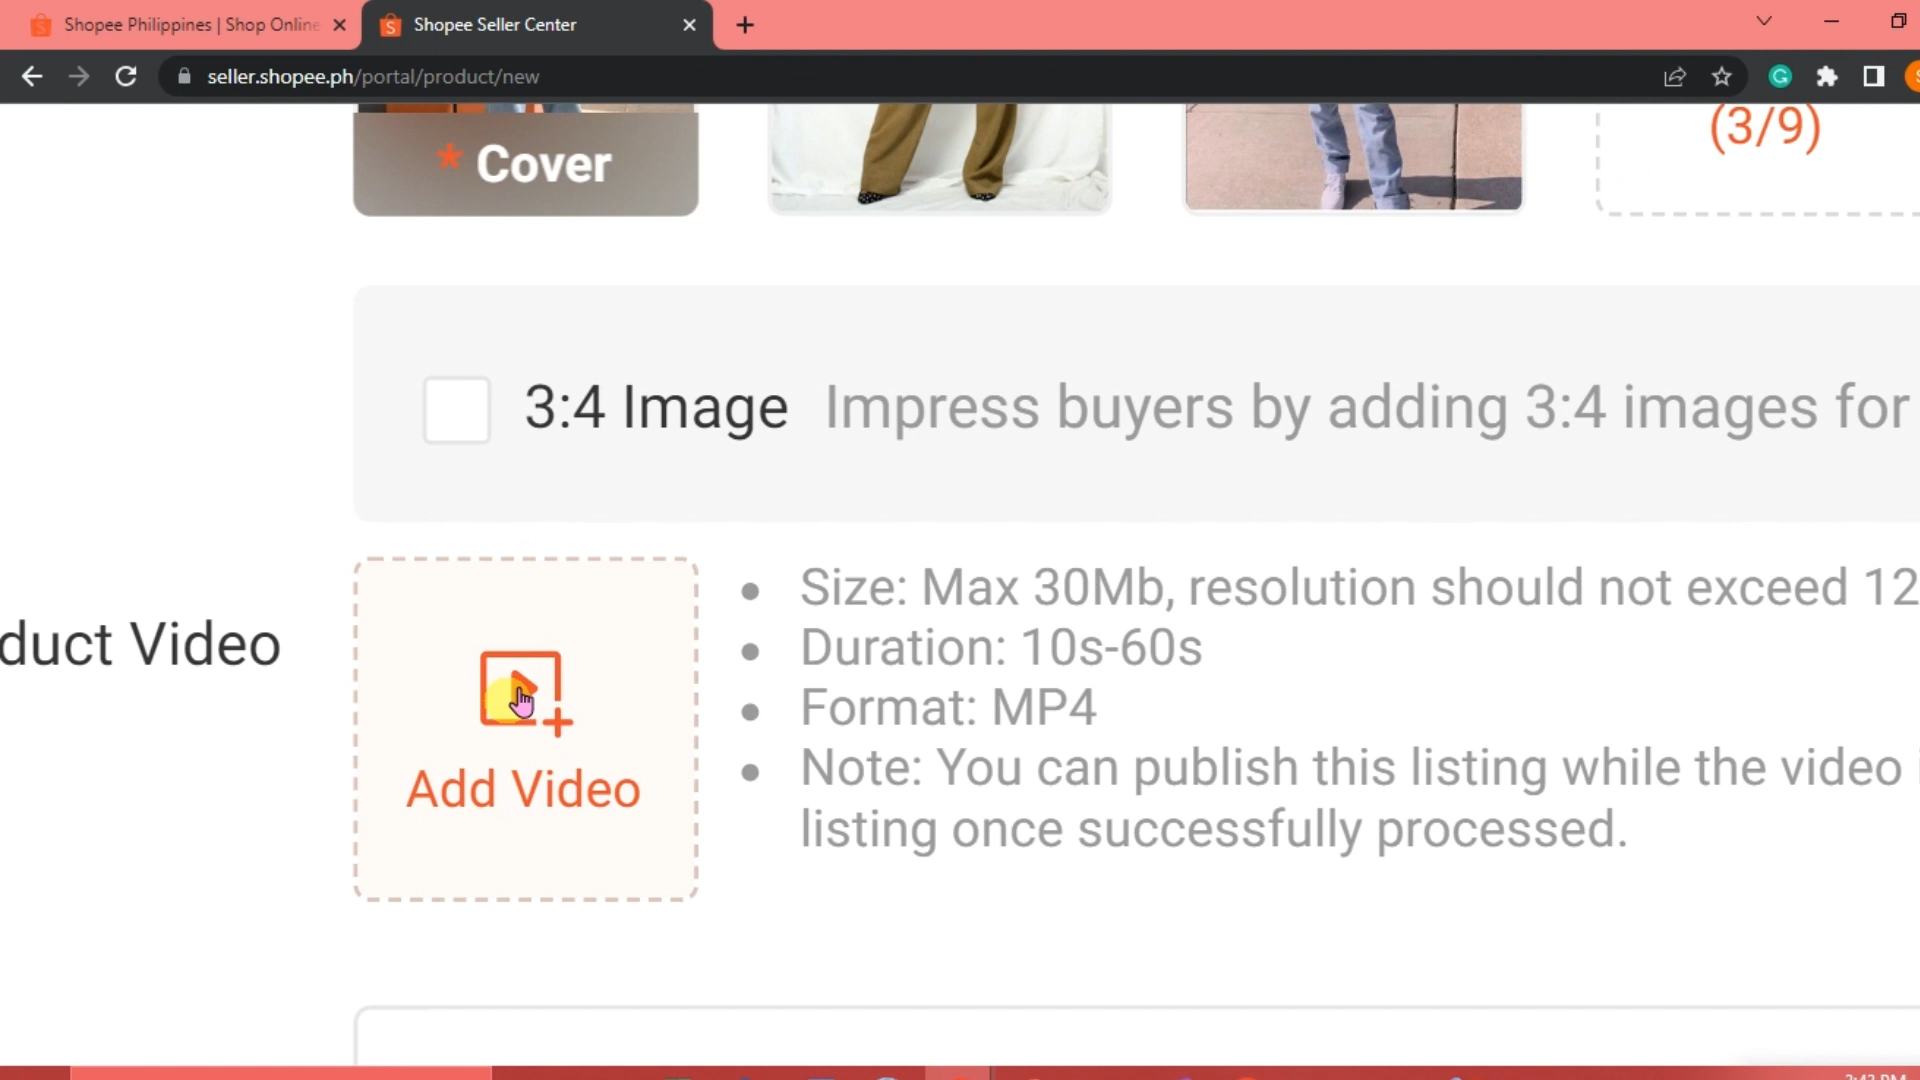 Shopee Philippines | Shop Online
Shopee Seller Center
seller.shopee.ph/portal/product/new
* Cover
(3/9)
3:4 Image Impress buyers by adding 3:4 images for
duct Video
Add Video
Size: Max 30Mb, resolution should not exceed 12
Duration: 10s-60s
Format: MP4
Note: You can publish this listing while the video
listing once successfully processed.